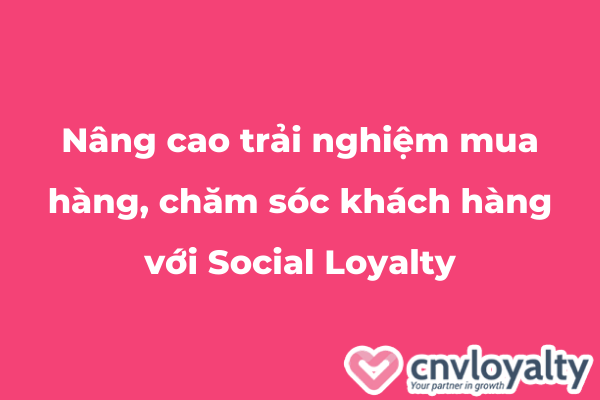 Nâng cao trải nghiệm mua
hàng, chăm sóc khách hàng
với Social Loyalty
cnvloyalty
Your partner in growth